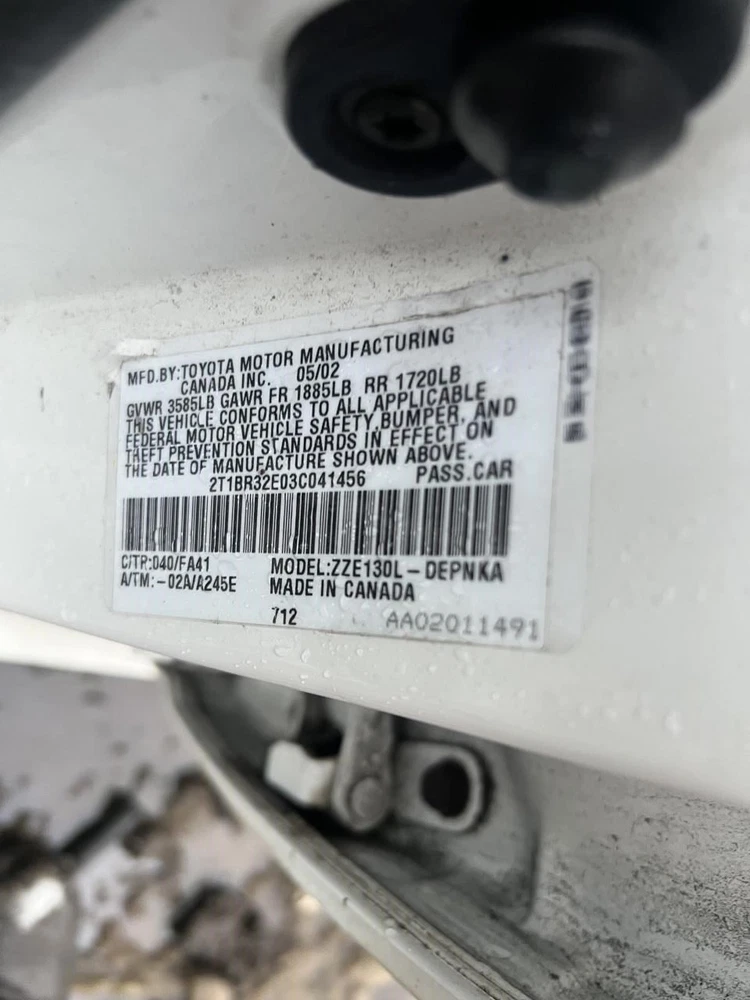 MFD.BY:TOYOTA MOTOR MANUFACTURING
CANADA INC. 05/02
GVWR 3585LB GAWR FR 1885LB RR 1720LB
THIS VEHICLE CONFORMS TO ALL APPLICABLE
FEDERAL MOTOR VEHICLE SAFETY,BUMPER, AND
THEFT PREVENTION STANDARDS IN EFFECT ON
THE DATE OF MANUFACTURE SHOWN ABOVE.
2T1BR32E03C041456 PASS.CAR
C/TR:040/FA41 MODEL:ZZE130L-DEPNKA
A/TM:-02A/A245E MADE IN CANADA
712 AA02011491